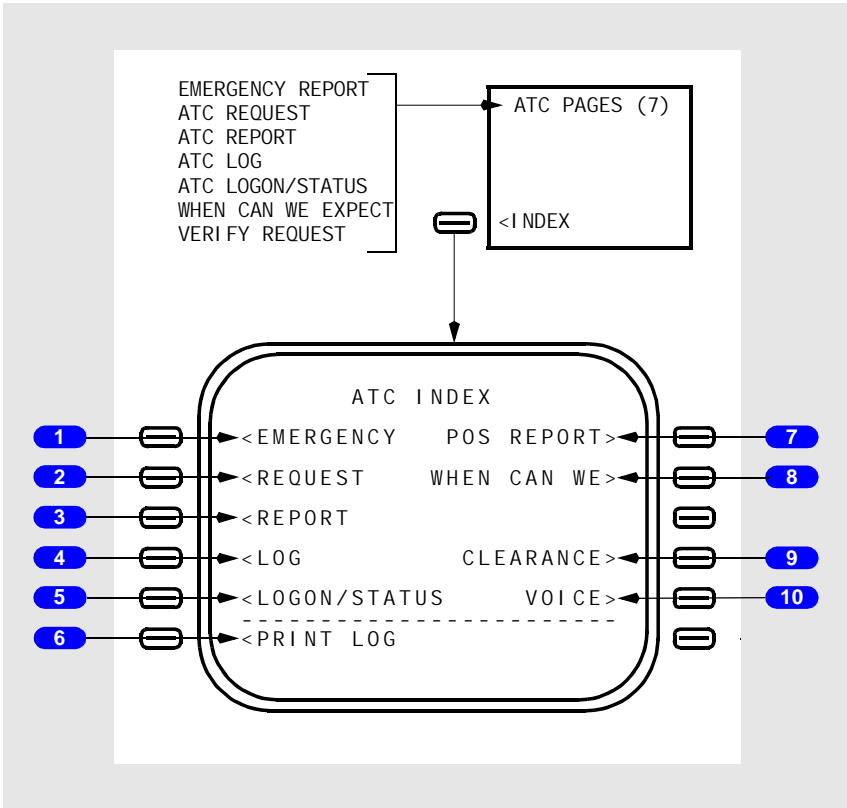 EMERGENCY REPORT
ATC REQUEST
ATC REPORT
ATC LOG
ATC LOGON/STATUS
WHEN CAN WE EXPECT
VERIFY REQUEST
ATC PAGES (7)
<INDEX
ATC INDEX
1 <EMERGENCY POS REPORT> 7
2 <REQUEST WHEN CAN WE> 8
3 <REPORT
4 <LOG CLEARANCE> 9
5 <LOGON/STATUS VOICE> 10
------------------------
6 <PRINT LOG